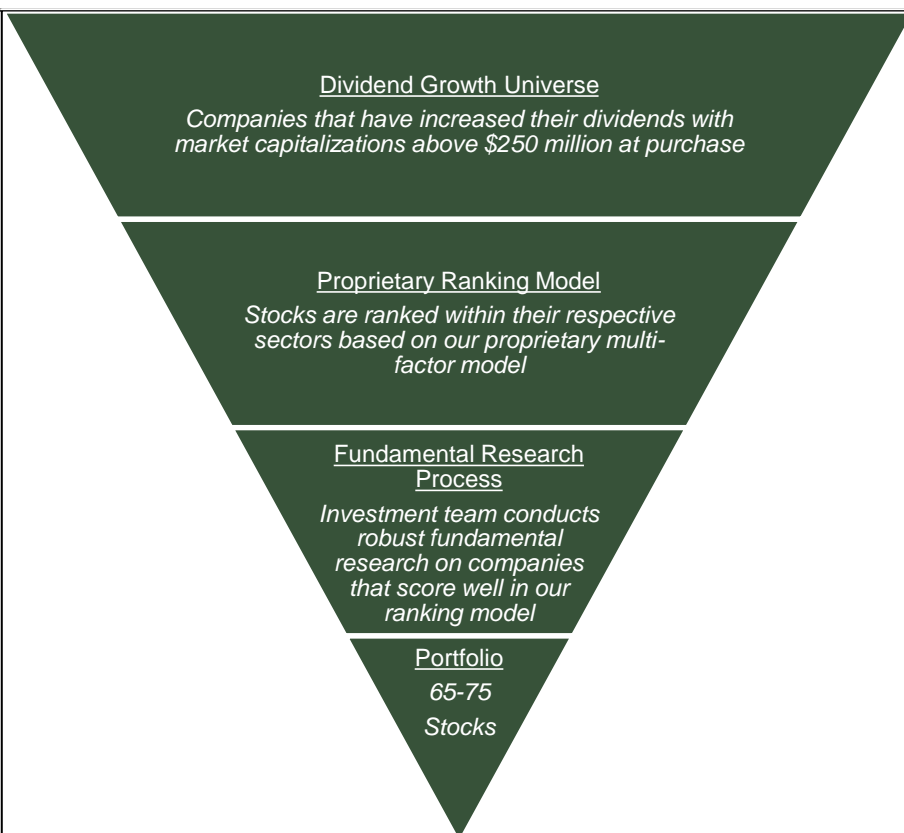 Dividend Growth Universe
Companies that have increased their dividends with
market capitalizations above $250 million at purchase
Proprietary Ranking Model
Stocks are ranked within their respective
sectors based on our proprietary multi-
factor model
Fundamental Research
Process
Investment team conducts
robust fundamental
research on companies
that score well in our
ranking model
Portfolio
65-75
Stocks